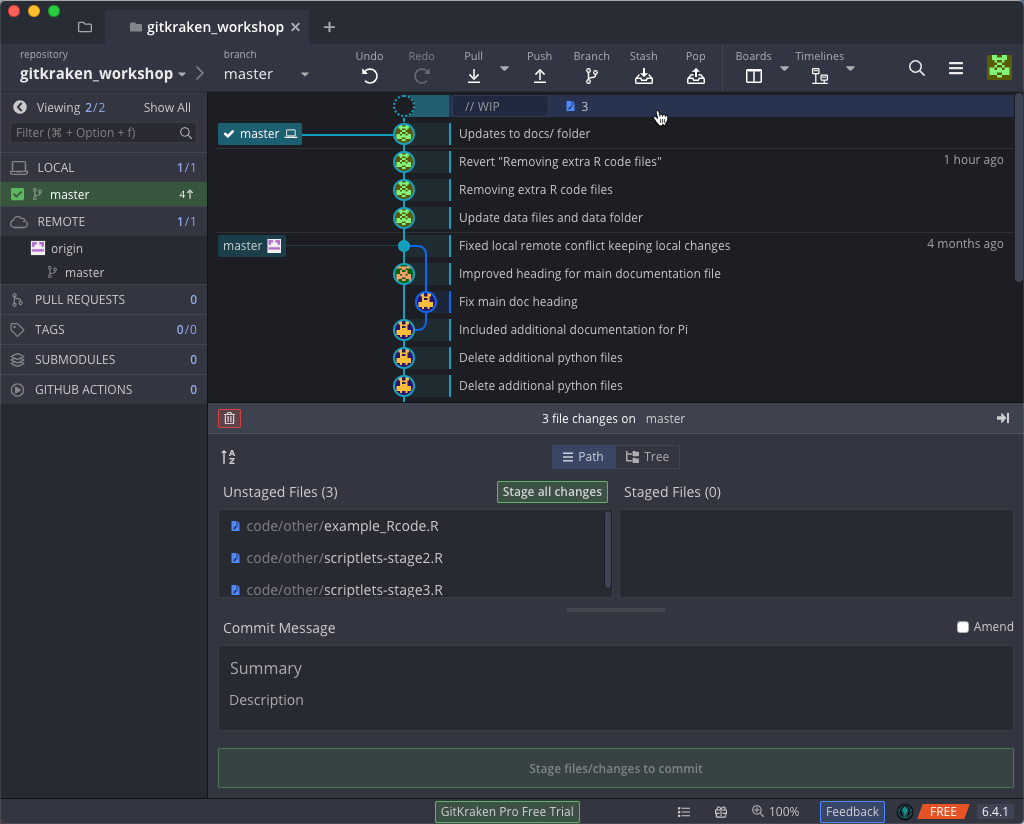 gitkraken_workshop
repository
gitkraken_workshop
branch
master
Undo
Redo
Pull
Push
Branch
Stash
Pop
Boards
Timelines
Viewing 2/2
Show All
Filter (⌘ + Option + f)
LOCAL 1/1
master 4↑
REMOTE 1/1
origin
master
PULL REQUESTS 0
TAGS 0/0
SUBMODULES 0
GITHUB ACTIONS 0
// WIP
3
master
Updates to docs/ folder
Revert "Removing extra R code files"
1 hour ago
Removing extra R code files
Update data files and data folder
master
Fixed local remote conflict keeping local changes
4 months ago
Improved heading for main documentation file
Fix main doc heading
Included additional documentation for Pi
Delete additional python files
Delete additional python files
3 file changes on master
A
Z
Path
Tree
Unstaged Files (3)
Stage all changes
Staged Files (0)
code/other/example_Rcode.R
code/other/scriptlets-stage2.R
code/other/scriptlets-stage3.R
Commit Message
Amend
Summary
Description
Stage files/changes to commit
GitKraken Pro Free Trial
100%
Feedback
FREE
6.4.1